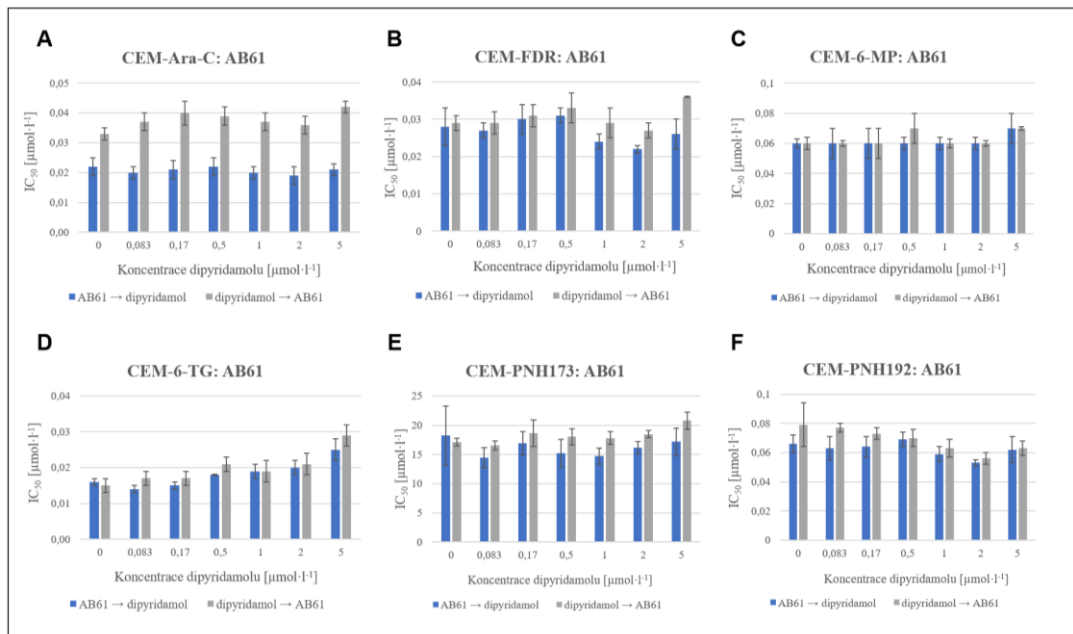 A
CEM-Ara-C: AB61
IC50 [µmol·l-1]
0,05
0,04
0,03
0,02
0,01
0,00
0 0,083 0,17 0,5 1 2 5
Koncentrace dipyridamolu [µmol·l-1]
AB61 → dipyridamol dipyridamol → AB61
B
CEM-FDR: AB61
IC50 [µmol·l-1]
0,04
0,03
0,02
0,01
0
0 0,083 0,17 0,5 1 2 5
Koncentrace dipyridamolu [µmol·l-1]
AB61 → dipyridamol dipyridamol → AB61
C
CEM-6-MP: AB61
IC50 [µmol·l-1]
0,1
0,08
0,06
0,04
0,02
0
0 0,083 0,17 0,5 1 2 5
Koncentrace dipyridamolu [µmol·l-1]
AB61 → dipyridamol dipyridamol → AB61
D
CEM-6-TG: AB61
IC50 [µmol·l-1]
0,04
0,03
0,02
0,01
0,00
0 0,083 0,17 0,5 1 2 5
Koncentrace dipyridamolu [µmol·l-1]
AB61 → dipyridamol dipyridamol → AB61
E
CEM-PNH173: AB61
IC50 [µmol·l-1]
25
20
15
10
5
0
0 0,083 0,17 0,5 1 2 5
Koncentrace dipyridamolu [µmol·l-1]
AB61 → dipyridamol dipyridamol → AB61
F
CEM-PNH192: AB61
IC50 [µmol·l-1]
0,1
0,08
0,06
0,04
0,02
0
0 0,083 0,17 0,5 1 2 5
Koncentrace dipyridamolu [µmol·l-1]
AB61 → dipyridamol dipyridamol → AB61